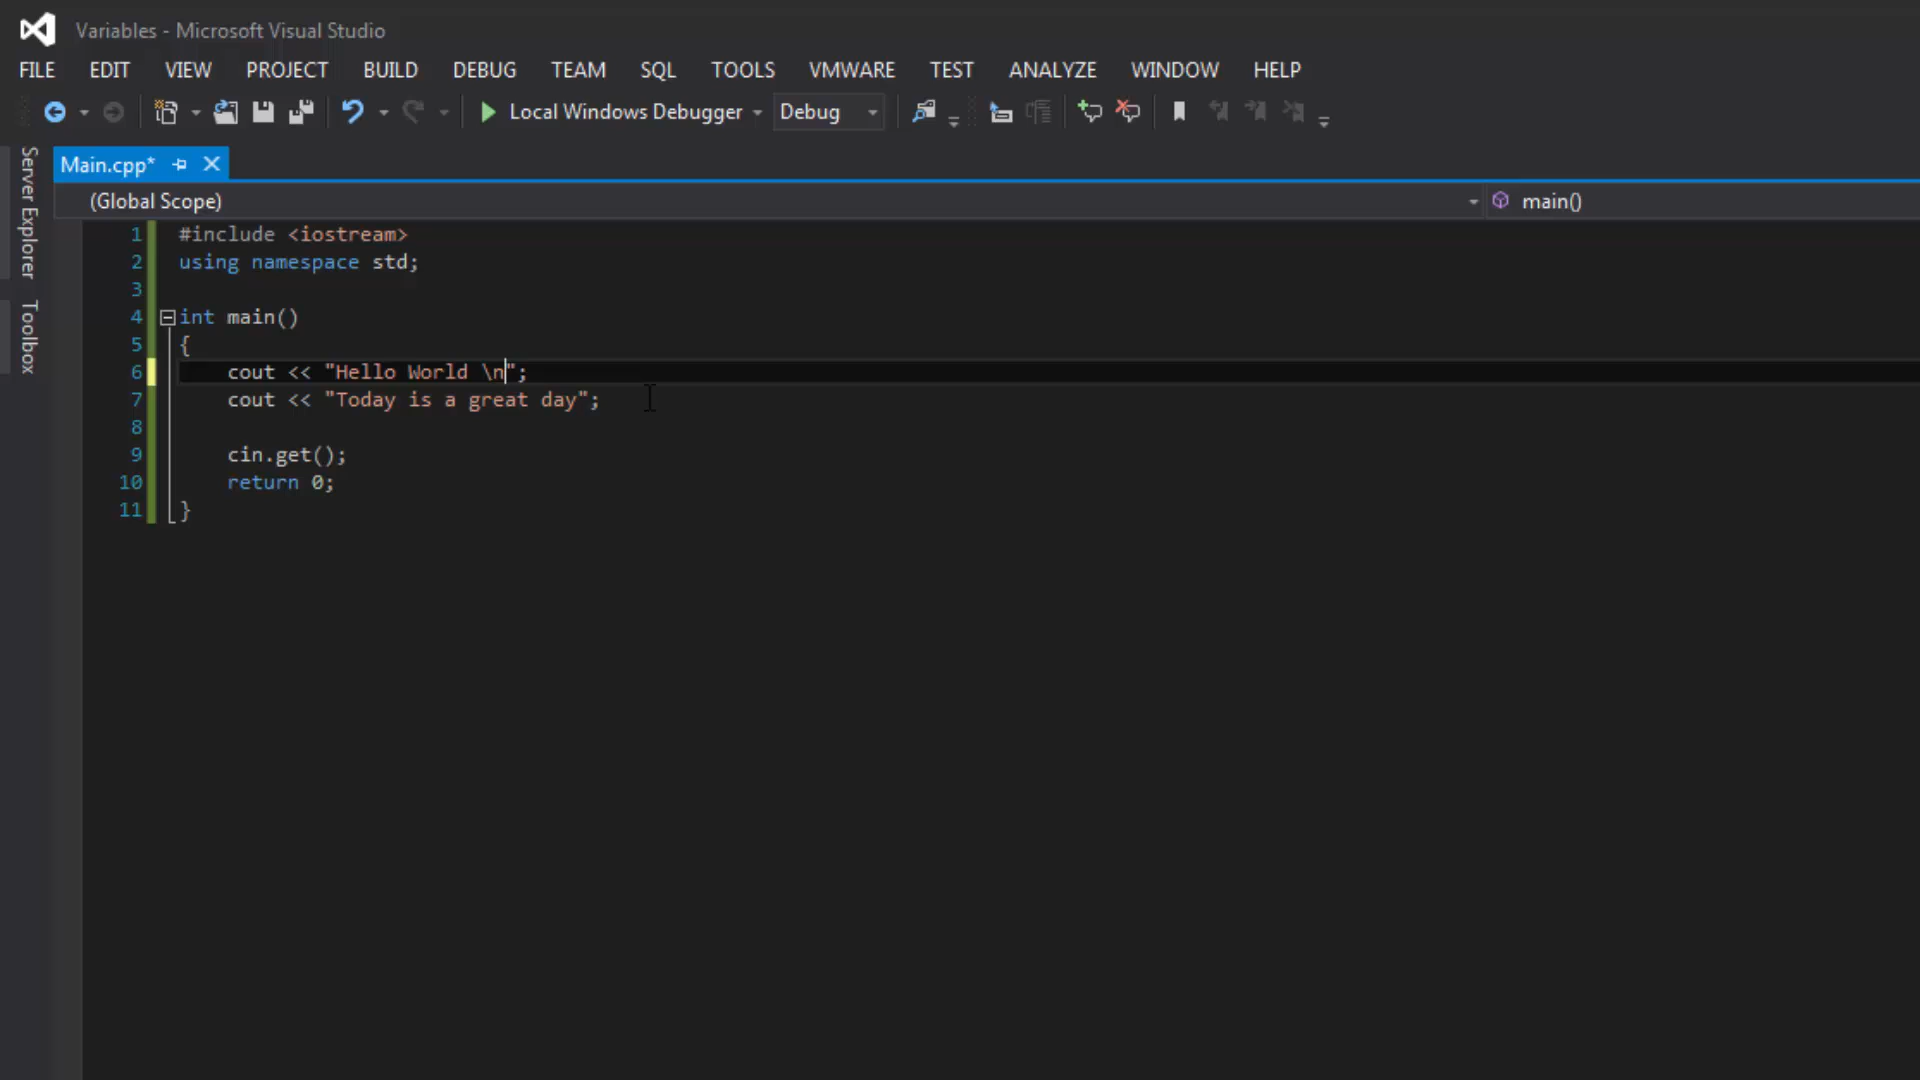 Variables - Microsoft Visual Studio
FILE EDIT VIEW PROJECT BUILD DEBUG TEAM SQL TOOLS VMWARE TEST ANALYZE WINDOW HELP
Local Windows Debugger Debug
Server Explorer
Toolbox
Main.cpp*
(Global Scope) main()
1 #include <iostream>
2 using namespace std;
3
4 int main()
5 {
6 cout << "Hello World \n";
7 cout << "Today is a great day";
8
9 cin.get();
10 return 0;
11 }